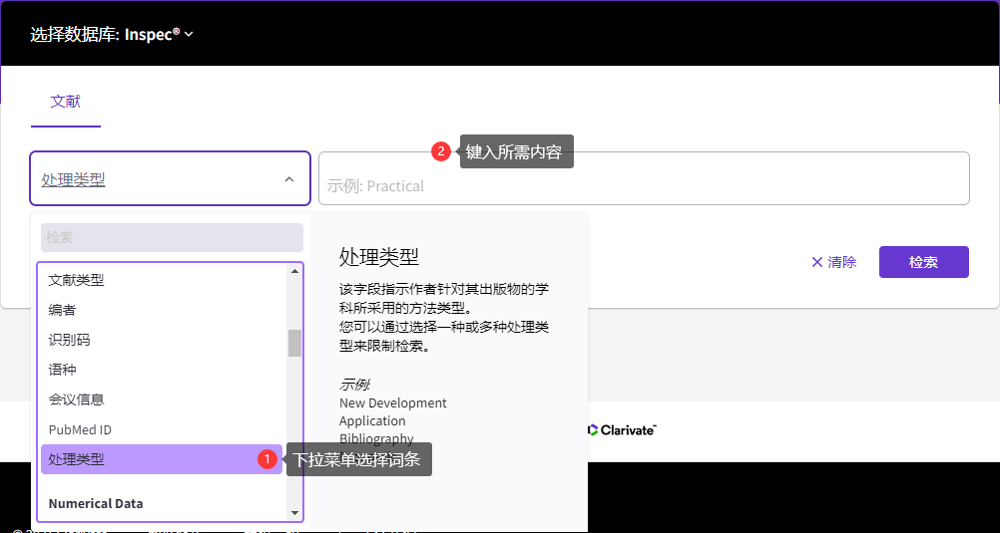 选择数据库: Inspec®
文献
2 键入所需内容
处理类型
示例: Practical
检索
文献类型
编者
识别码
语种
会议信息
PubMed ID
处理类型
1 下拉菜单选择词条
Numerical Data
处理类型
该字段指示作者针对其出版物的学
科所采用的方法类型。
您可以通过选择一种或多种处理类
型来限制检索。
示例:
New Development
Application
Bibliography
× 清除
检索
Clarivate™